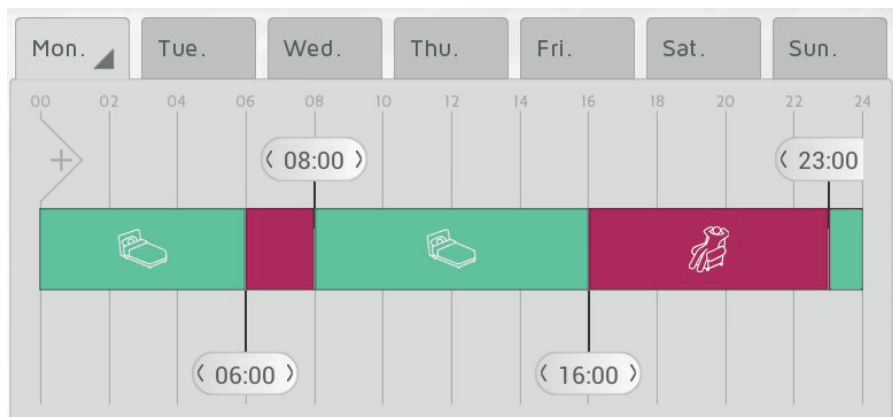 Mon. Tue. Wed. Thu. Fri. Sat. Sun.
00 02 04 06 08 10 12 14 16 18 20 22 24
+ < 08:00 > < 23:00
< 06:00 > < 16:00 >